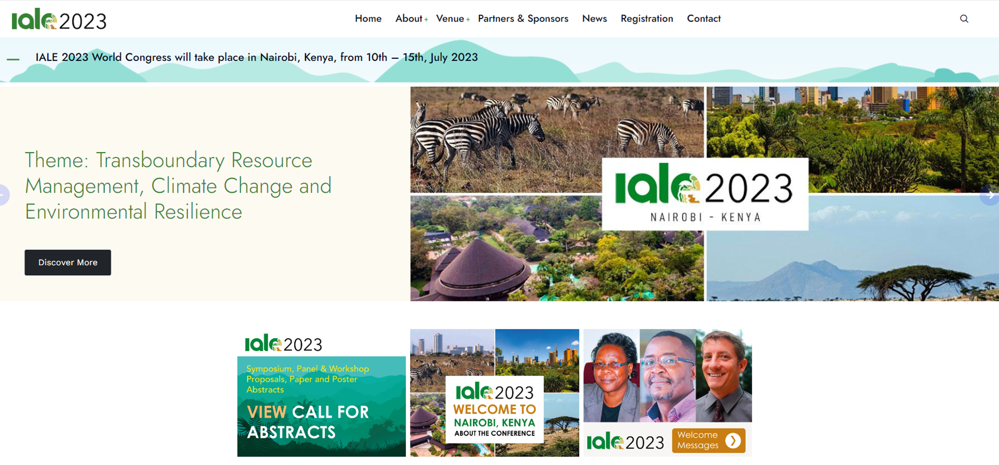 iale 2023
Home About + Venue + Partners & Sponsors News Registration Contact
IALE 2023 World Congress will take place in Nairobi, Kenya, from 10th – 15th, July 2023
Theme: Transboundary Resource
Management, Climate Change and
Environmental Resilience
Discover More
iale 2023
NAIROBI - KENYA
iale 2023
Symposium, Panel & Workshop
Proposals, Paper and Poster
Abstracts
VIEW CALL FOR
ABSTRACTS
iale 2023
WELCOME TO
NAIROBI, KENYA
ABOUT THE CONFERENCE
iale 2023
Welcome
Messages